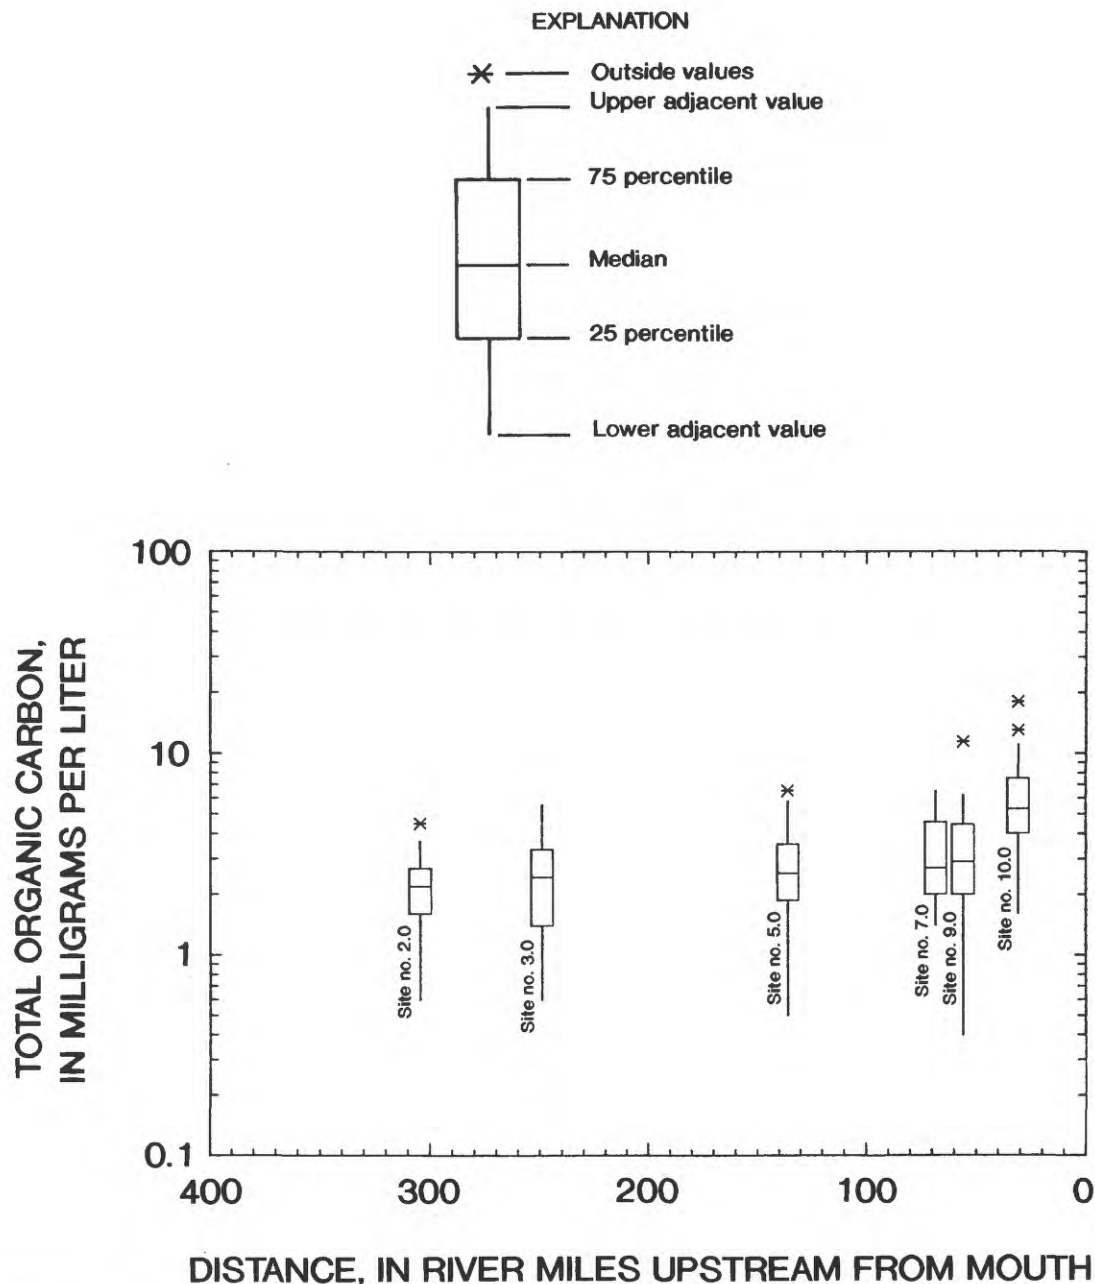 EXPLANATION
Outside values
Upper adjacent value
75 percentile
Median
25 percentile
Lower adjacent value
TOTAL ORGANIC CARBON,
IN MILLIGRAMS PER LITER
100
10
1
0.1
Site no. 2.0
Site no. 3.0
Site no. 5.0
Site no. 7.0
Site no. 9.0
Site no. 10.0
400
300
200
100
0
DISTANCE, IN RIVER MILES UPSTREAM FROM MOUTH